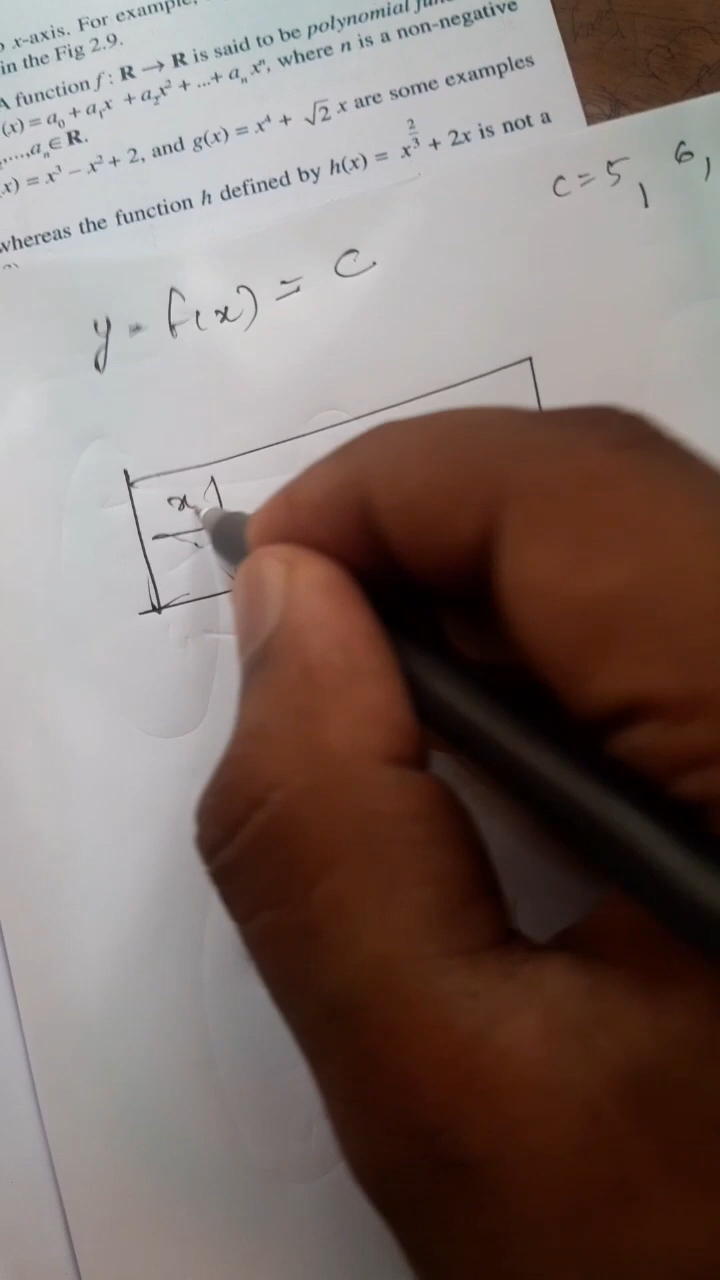 x-axis. For example,
in the Fig 2.9.
A function f : R → R is said to be polynomial
(x) = a₀ + a₁x + a₂x² + ...+ aₙ xⁿ, where n is a non-negative
,....,aₙ∈ R.
x) = x³ – x² + 2, and g(x) = x⁴ + √2 x are some examples
whereas the function h defined by h(x) = x^(2/3) + 2x is not a
c = 5, 6,
y = f(x) = c
x